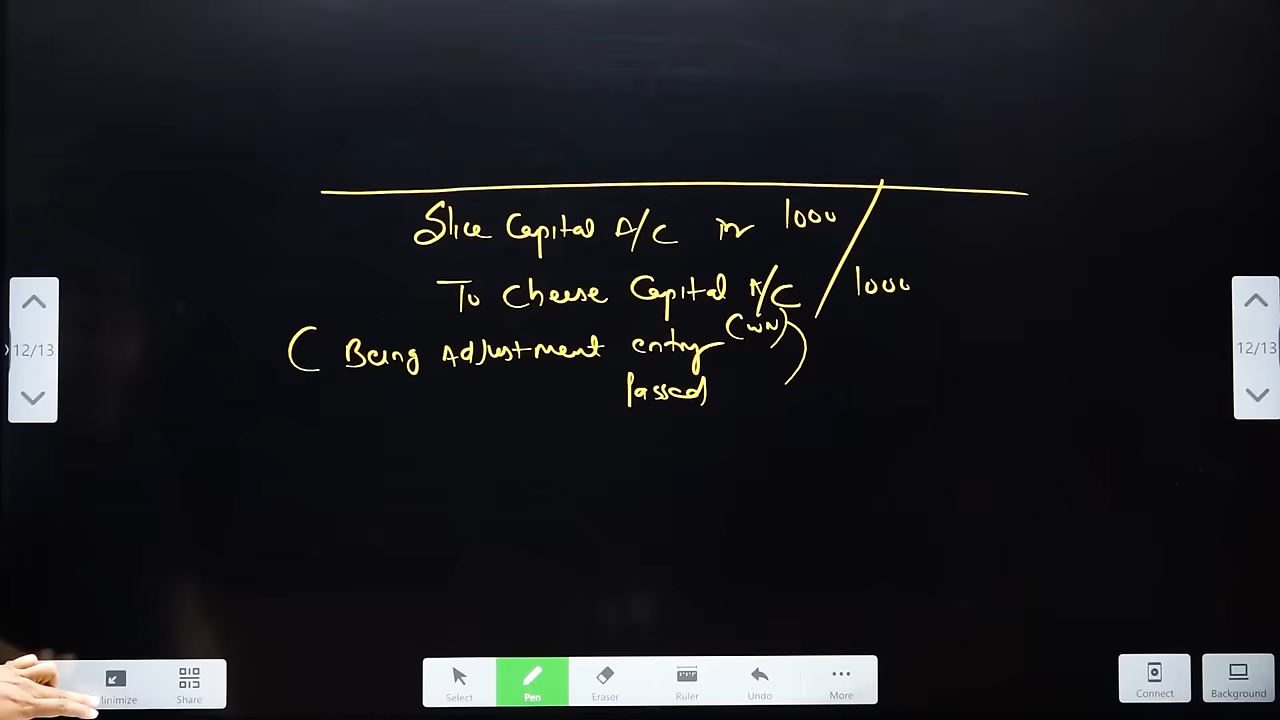 Slice Capital A/C Dr 1000
To Cheese Capital A/C 1000
( Being Adjustment entry (WN) )
passed
12/13
12/13
Minimize
Share
Select
Pen
Eraser
Ruler
Undo
More
Connect
Background